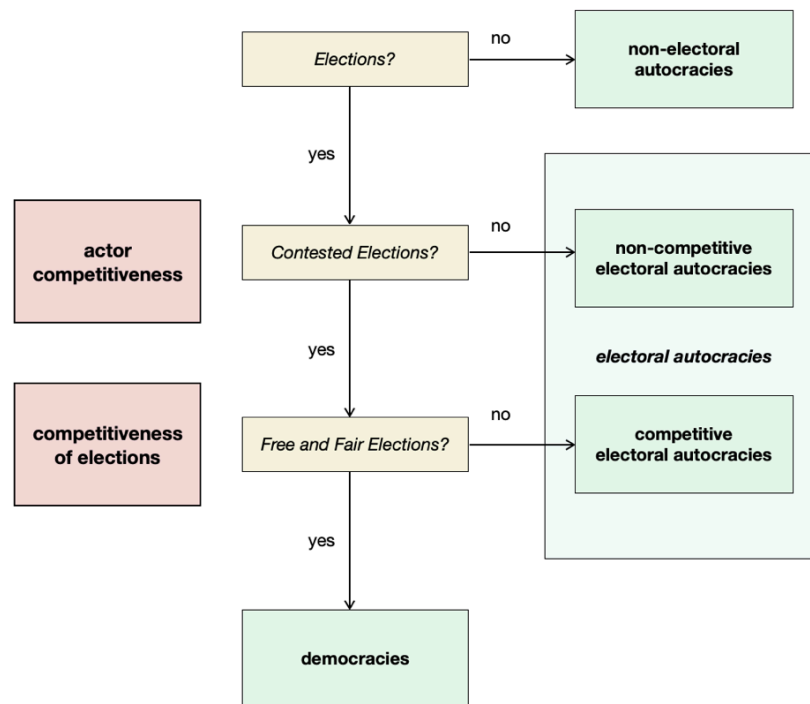 Elections?
no
non-electoral
autocracies
yes
actor
competitiveness
Contested Elections?
no
non-competitive
electoral autocracies
yes
electoral autocracies
competitiveness
of elections
Free and Fair Elections?
no
competitive
electoral autocracies
yes
democracies